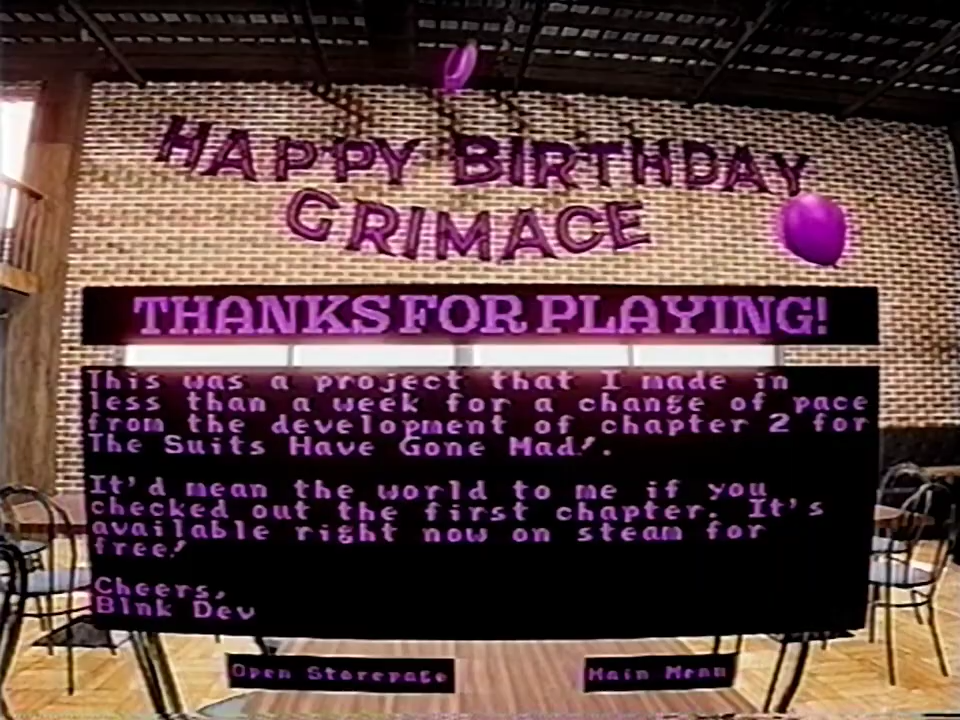 HAPPY BIRTHDAY
GRIMACE
THANKS FOR PLAYING!
This was a project that I made in
less than a week for a change of pace
from the development of chapter 2 for
The Suits Have Gone Mad!.
It'd mean the world to me if you
checked out the first chapter. It's
available right now on steam for
free!
Cheers,
B1nk Dev
Open Storepage
Main Menu